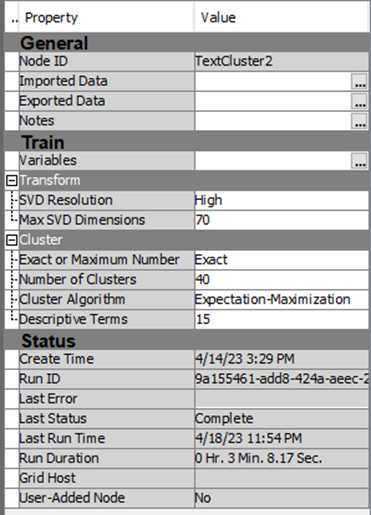 .. Property Value
General
Node ID TextCluster2
Imported Data ...
Exported Data ...
Notes ...
Train
Variables ...
Transform
SVD Resolution High
Max SVD Dimensions 70
Cluster
Exact or Maximum Number Exact
Number of Clusters 40
Cluster Algorithm Expectation-Maximization
Descriptive Terms 15
Status
Create Time 4/14/23 3:29 PM
Run ID 9a155461-add8-424a-aeec-2
Last Error
Last Status Complete
Last Run Time 4/18/23 11:54 PM
Run Duration 0 Hr. 3 Min. 8.17 Sec.
Grid Host
User-Added Node No